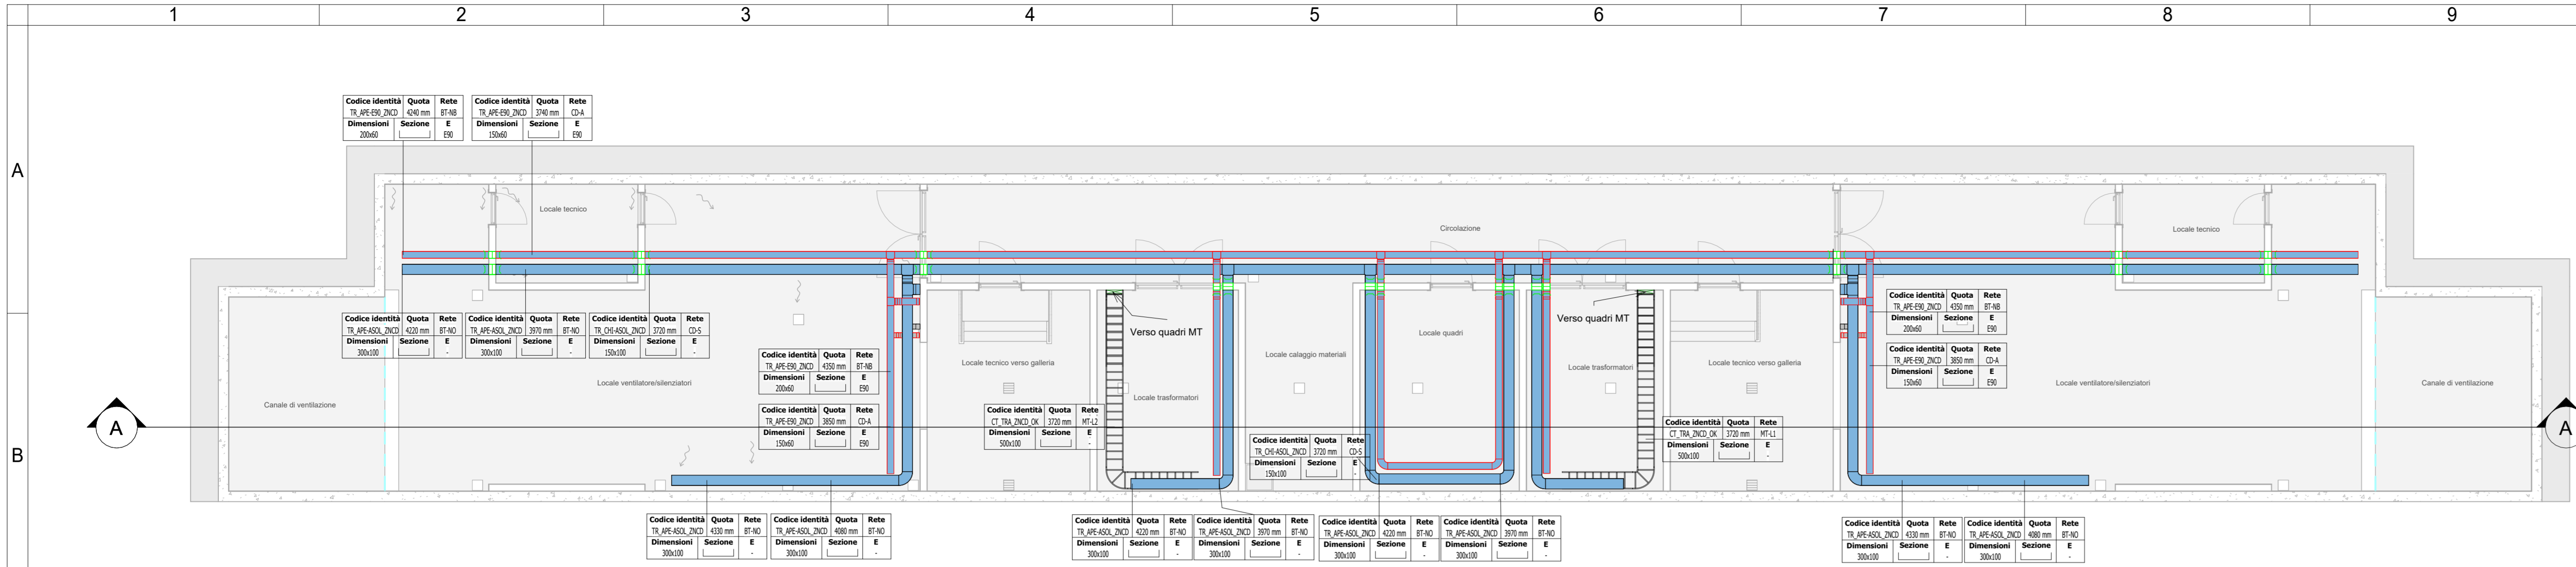 1 2 3 4 5 6 7 8 9
A
B
Codice identità Quota Rete
TR_APE-E90_ZNCD 4240 mm BT-NB
Dimensioni Sezione E
200x60 E90
Codice identità Quota Rete
TR_APE-E90_ZNCD 3740 mm CD-A
Dimensioni Sezione E
150x60 E90
Locale tecnico
Circolazione
Locale tecnico
Codice identità Quota Rete
TR_APE-ASOL_ZNCD 4220 mm BT-NO
Dimensioni Sezione E
300x100 -
Codice identità Quota Rete
TR_APE-ASOL_ZNCD 3970 mm BT-NO
Dimensioni Sezione E
300x100 -
Codice identità Quota Rete
TR_CHI-ASOL_ZNCD 3720 mm CD-S
Dimensioni Sezione E
150x100 -
Codice identità Quota Rete
TR_APE-E90_ZNCD 4350 mm BT-NB
Dimensioni Sezione E
200x60 E90
Verso quadri MT
Locale quadri
Verso quadri MT
Codice identità Quota Rete
TR_APE-E90_ZNCD 4350 mm BT-NB
Dimensioni Sezione E
200x60 E90
Codice identità Quota Rete
TR_APE-E90_ZNCD 3850 mm CD-A
Dimensioni Sezione E
150x60 E90
Locale tecnico verso galleria
Locale calaggio materiali
Locale trasformatori
Locale tecnico verso galleria
Locale ventilatore/silenziatori
Locale ventilatore/silenziatori
Canale di ventilazione
Canale di ventilazione
Locale trasformatori
Codice identità Quota Rete
TR_APE-E90_ZNCD 3850 mm CD-A
Dimensioni Sezione E
150x60 E90
Codice identità Quota Rete
CT_TRA_ZNCD_OK 3720 mm MT-L2
Dimensioni Sezione E
500x100 -
Codice identità Quota Rete
CT_TRA_ZNCD_OK 3720 mm MT-L1
Dimensioni Sezione E
500x100 -
A
A
Codice identità Quota Rete
TR_CHI-ASOL_ZNCD 3720 mm CD-S
Dimensioni Sezione E
150x100 -
Codice identità Quota Rete
TR_APE-ASOL_ZNCD 4330 mm BT-NO
Dimensioni Sezione E
300x100 -
Codice identità Quota Rete
TR_APE-ASOL_ZNCD 4080 mm BT-NO
Dimensioni Sezione E
300x100 -
Codice identità Quota Rete
TR_APE-ASOL_ZNCD 4220 mm BT-NO
Dimensioni Sezione E
300x100 -
Codice identità Quota Rete
TR_APE-ASOL_ZNCD 3970 mm BT-NO
Dimensioni Sezione E
300x100 -
Codice identità Quota Rete
TR_APE-ASOL_ZNCD 4220 mm BT-NO
Dimensioni Sezione E
300x100 -
Codice identità Quota Rete
TR_APE-ASOL_ZNCD 3970 mm BT-NO
Dimensioni Sezione E
300x100 -
Codice identità Quota Rete
TR_APE-ASOL_ZNCD 4330 mm BT-NO
Dimensioni Sezione E
300x100 -
Codice identità Quota Rete
TR_APE-ASOL_ZNCD 4080 mm BT-NO
Dimensioni Sezione E
300x100 -